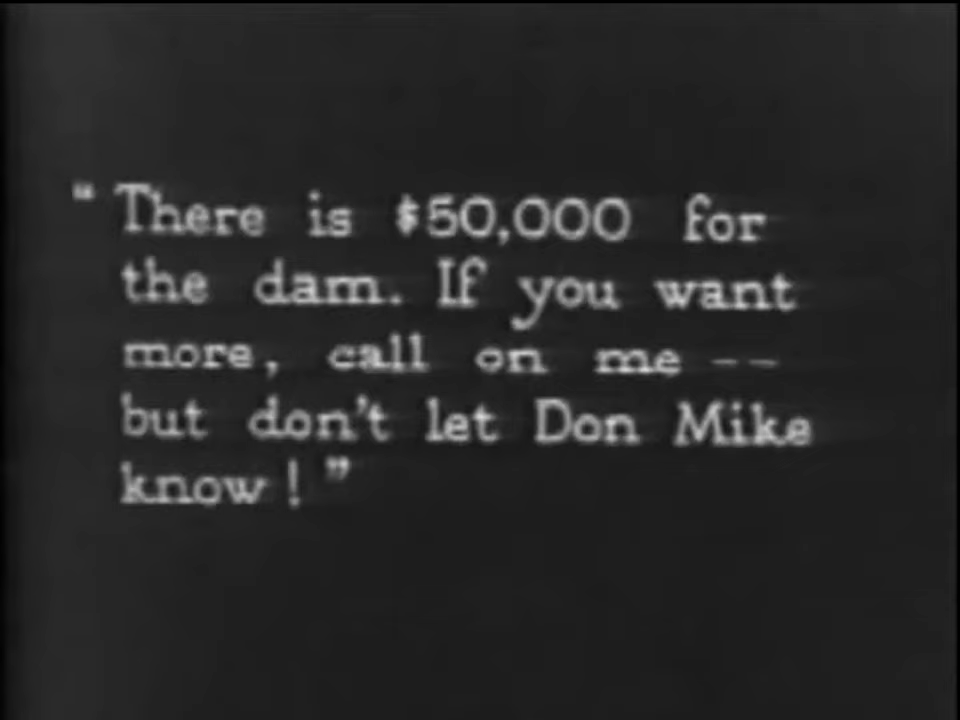 “There is $50,000 for
the dam. If you want
more, call on me --
but don't let Don Mike
know!”